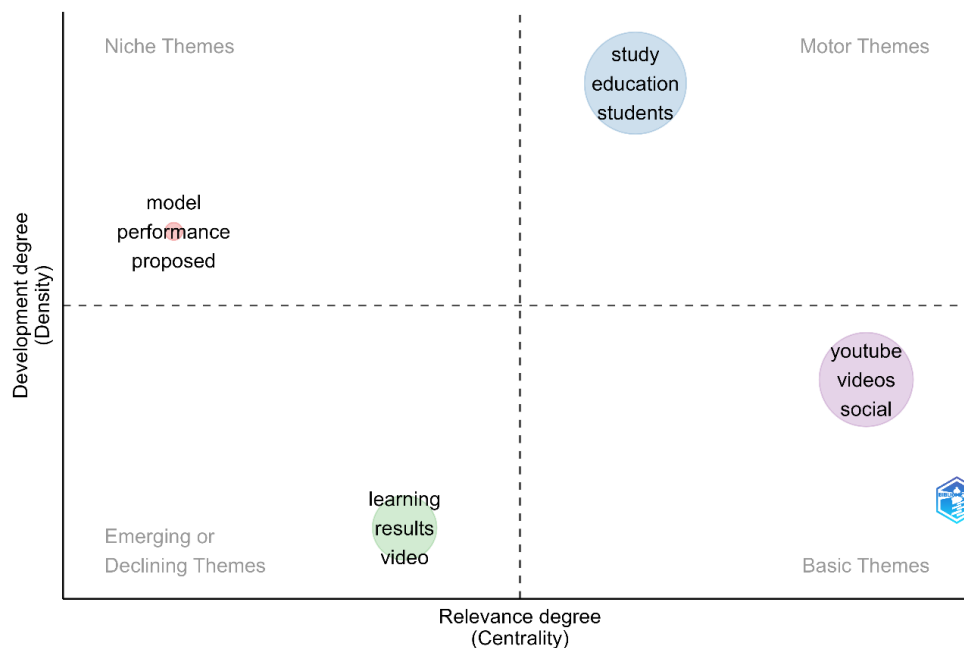 Niche Themes
Motor Themes
study
education
students
model
performance
proposed
Development degree
(Density)
youtube
videos
social
learning
results
video
Emerging or
Declining Themes
Basic Themes
Relevance degree
(Centrality)